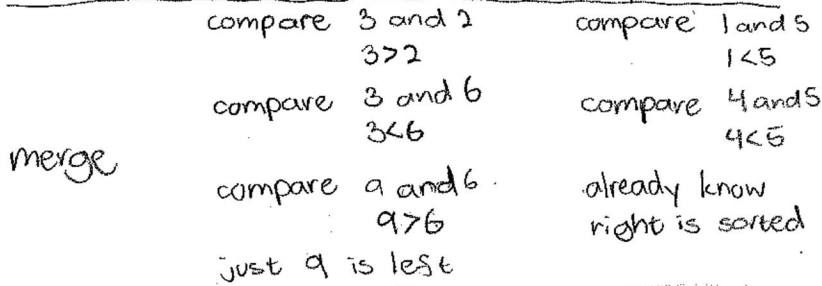 compare 3 and 2
3>2
compare 3 and 6
3<6
compare 9 and 6.
9>6
just 9 is left
compare 1 and 5
1<5
compare 4 and 5
4<5
already know
right is sorted
merge